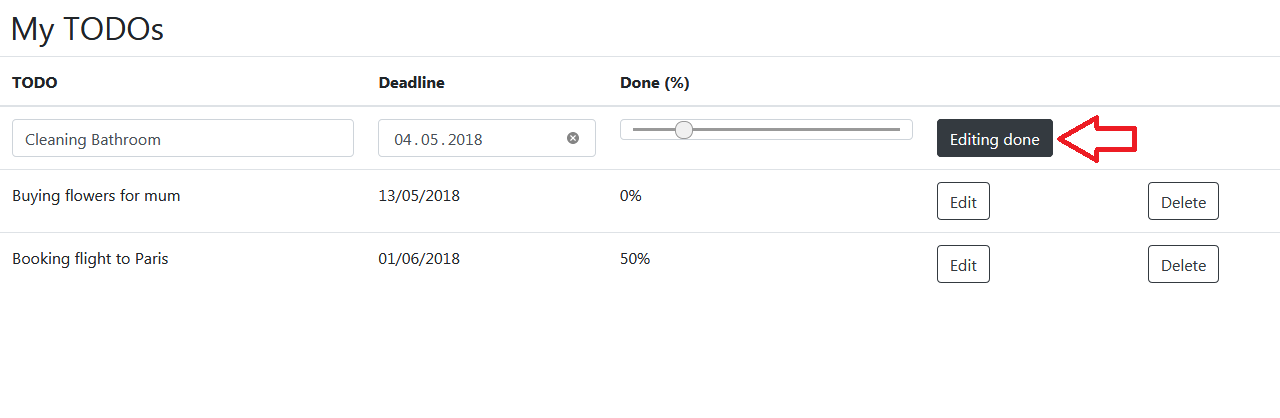 My TODOs
TODO Deadline Done (%)
Cleaning Bathroom 04.05.2018 Editing done
Buying flowers for mum 13/05/2018 0% Edit Delete
Booking flight to Paris 01/06/2018 50% Edit Delete